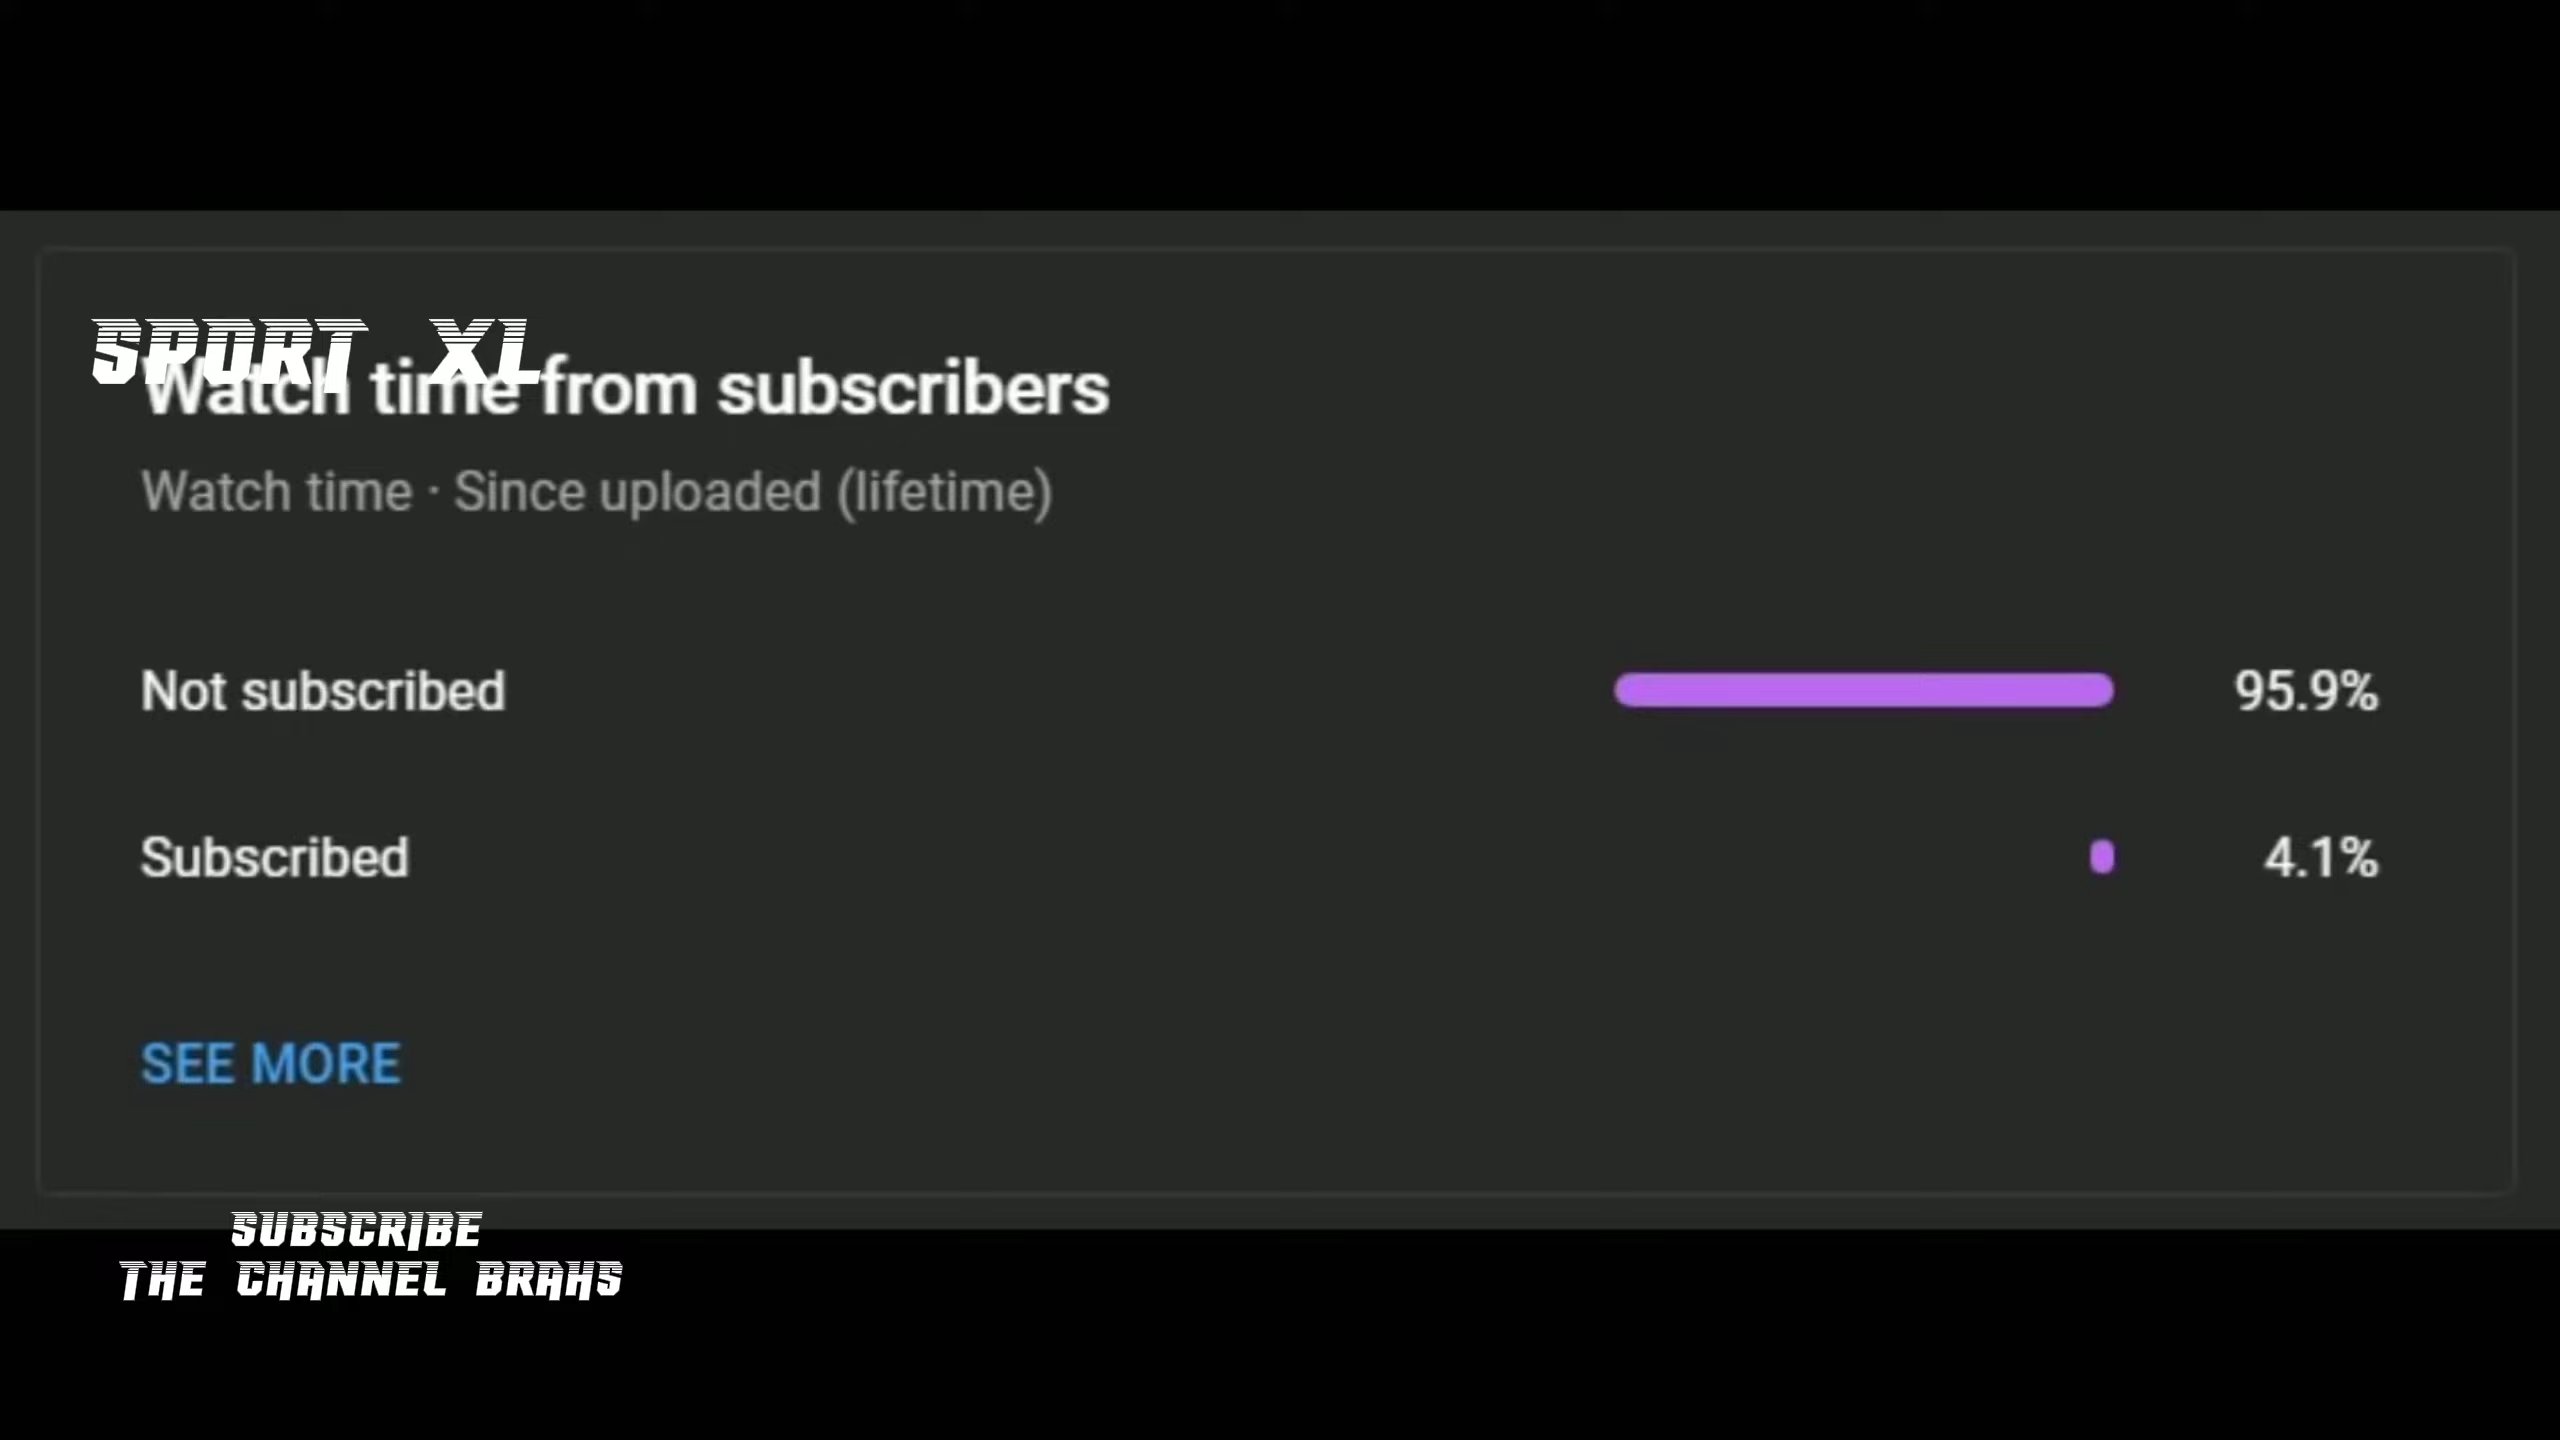 SPORT XL
Watch time from subscribers
Watch time · Since uploaded (lifetime)
Not subscribed 95.9%
Subscribed 4.1%
SEE MORE
SUBSCRIBE
THE CHANNEL BRAHS